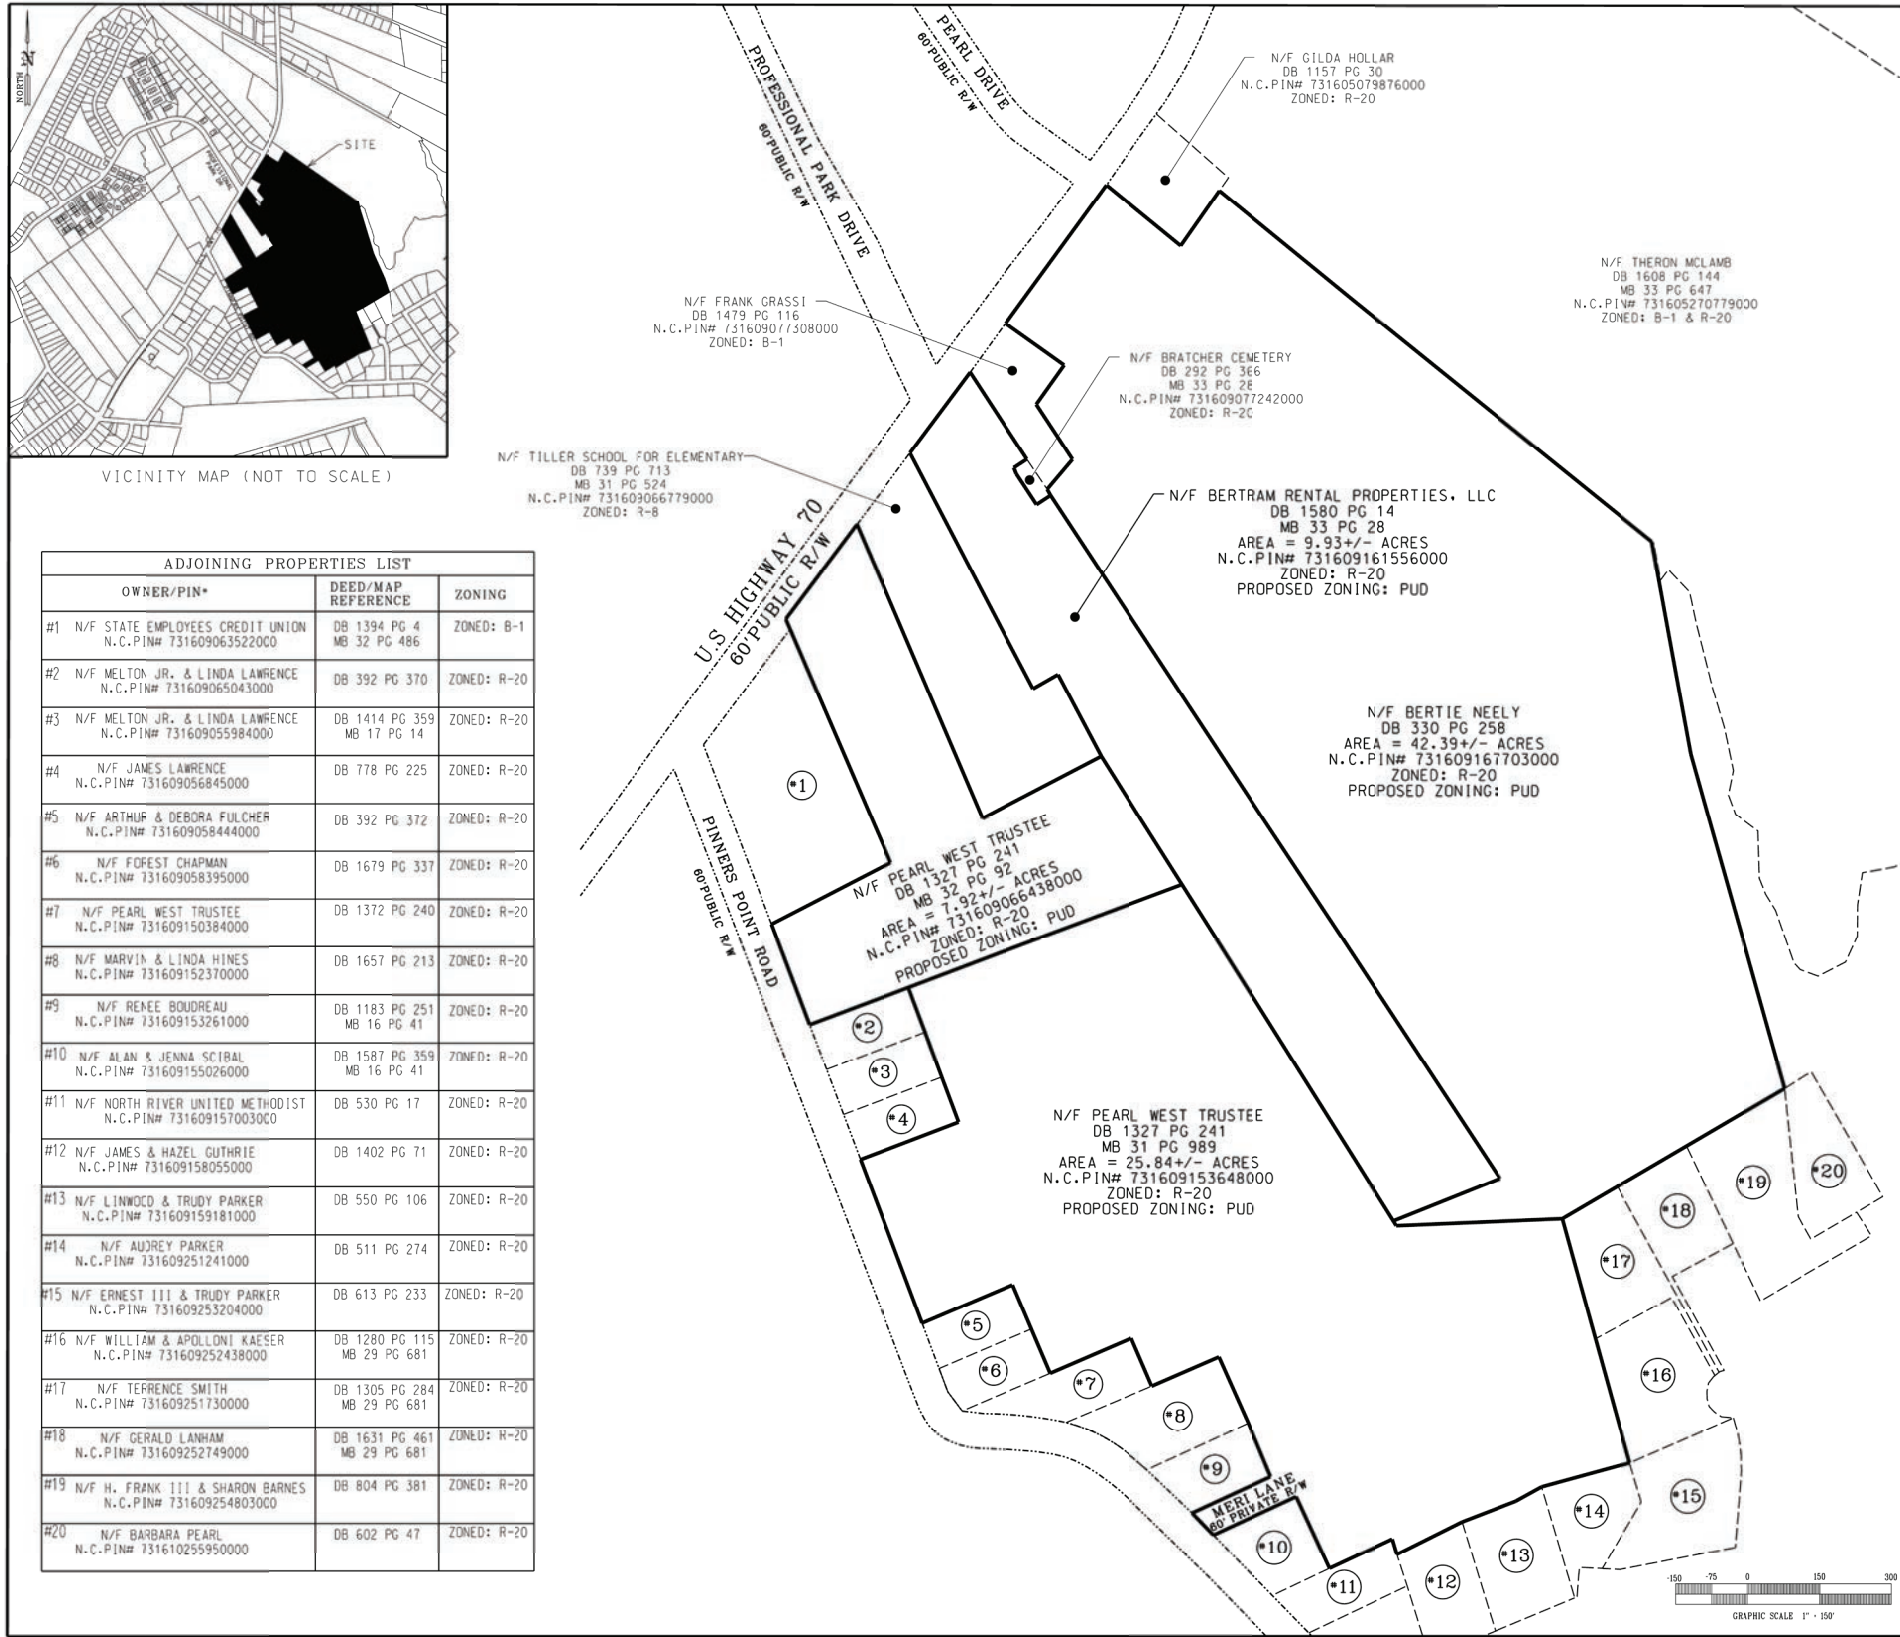 N
NORTH
SITE
PROFESSIONAL
PARK DR
VICINITY MAP (NOT TO SCALE)
PROFESSIONAL PARK DRIVE
60'PUBLIC R/W
PEARL DRIVE
60'PUBLIC R/W
N/F GILDA HOLLAR
DB 1157 PG 30
N.C.PIN# 731605079876000
ZONED: R-20
N/F THERON MCLAMB
DB 1608 PG 144
MB 33 PG 647
N.C.PIN# 731605270779000
ZONED: B-1 & R-20
N/F FRANK GRASSI
DB 1479 PG 116
N.C.PIN# 731609077308000
ZONED: B-1
N/F BRATCHER CEMETERY
DB 292 PG 366
MB 33 PG 28
N.C.PIN# 731609077242000
ZONED: R-20
N/F TILLER SCHOOL FOR ELEMENTARY
DB 739 PG 713
MB 31 PG 524
N.C.PIN# 731609066779000
ZONED: R-8
N/F BERTRAM RENTAL PROPERTIES, LLC
DB 1580 PG 14
MB 33 PG 28
AREA = 9.93+/- ACRES
N.C.PIN# 731609161556000
ZONED: R-20
PROPOSED ZONING: PUD
U.S HIGHWAY 70
60'PUBLIC R/W
N/F BERTIE NEELY
DB 330 PG 258
AREA = 42.39+/- ACRES
N.C.PIN# 731609167703000
ZONED: R-20
PROPOSED ZONING: PUD
N/F PEARL WEST TRUSTEE
DB 1327 PG 241
MB 32 PG 92
AREA = 7.92+/- ACRES
N.C.PIN# 731609066438000
ZONED: R-20
PROPOSED ZONING: PUD
PINNERS POINT ROAD
60'PUBLIC R/W
N/F PEARL WEST TRUSTEE
DB 1327 PG 241
MB 31 PG 989
AREA = 25.84+/- ACRES
N.C.PIN# 731609153648000
ZONED: R-20
PROPOSED ZONING: PUD
MERI LANE
60' PRIVATE R/W
#1
#2
#3
#4
#5
#6
#7
#8
#9
#10
#11
#12
#13
#14
#15
#16
#17
#18
#19
#20
ADJOINING PROPERTIES LIST
OWNER/PIN* DEED/MAP REFERENCE ZONING
#1 N/F STATE EMPLOYEES CREDIT UNION DB 1394 PG 4 ZONED: B-1
N.C.PIN# 731609063522000 MB 32 PG 486
#2 N/F MELTON JR. & LINDA LAWRENCE DB 392 PG 370 ZONED: R-20
N.C.PIN# 731609065043000
#3 N/F MELTON JR. & LINDA LAWRENCE DB 1414 PG 359 ZONED: R-20
N.C.PIN# 731609055984000 MB 17 PG 14
#4 N/F JAMES LAWRENCE DB 778 PG 225 ZONED: R-20
N.C.PIN# 731609056845000
#5 N/F ARTHUR & DEBORA FULCHER DB 392 PG 372 ZONED: R-20
N.C.PIN# 731609058444000
#6 N/F FOREST CHAPMAN DB 1679 PG 337 ZONED: R-20
N.C.PIN# 731609058395000
#7 N/F PEARL WEST TRUSTEE DB 1372 PG 240 ZONED: R-20
N.C.PIN# 731609150384000
#8 N/F MARVIN & LINDA HINES DB 1657 PG 213 ZONED: R-20
N.C.PIN# 731609152370000
#9 N/F RENEE BOUDREAU DB 1183 PG 251 ZONED: R-20
N.C.PIN# 731609153261000 MB 16 PG 41
#10 N/F ALAN & JENNA SCIBAL DB 1587 PG 359 ZONED: R-20
N.C.PIN# 731609155026000 MB 16 PG 41
#11 N/F NORTH RIVER UNITED METHODIST DB 530 PG 17 ZONED: R-20
N.C.PIN# 731609157003000
#12 N/F JAMES & HAZEL GUTHRIE DB 1402 PG 71 ZONED: R-20
N.C.PIN# 731609158055000
#13 N/F LINWOOD & TRUDY PARKER DB 550 PG 106 ZONED: R-20
N.C.PIN# 731609159181000
#14 N/F AUDREY PARKER DB 511 PG 274 ZONED: R-20
N.C.PIN# 731609251241000
#15 N/F ERNEST III & TRUDY PARKER DB 613 PG 233 ZONED: R-20
N.C.PIN# 731609253204000
#16 N/F WILLIAM & APOLLONI KAESER DB 1280 PG 115 ZONED: R-20
N.C.PIN# 731609252438000 MB 29 PG 681
#17 N/F TERRENCE SMITH DB 1305 PG 284 ZONED: R-20
N.C.PIN# 731609251730000 MB 29 PG 681
#18 N/F GERALD LANHAM DB 1631 PG 461 ZONED: R-20
N.C.PIN# 731609252749000 MB 29 PG 681
#19 N/F H. FRANK III & SHARON BARNES DB 804 PG 381 ZONED: R-20
N.C.PIN# 731609254803000
#20 N/F BARBARA PEARL DB 602 PG 47 ZONED: R-20
N.C.PIN# 731610255950000
-150 -75 0 150 300
GRAPHIC SCALE 1" - 150'